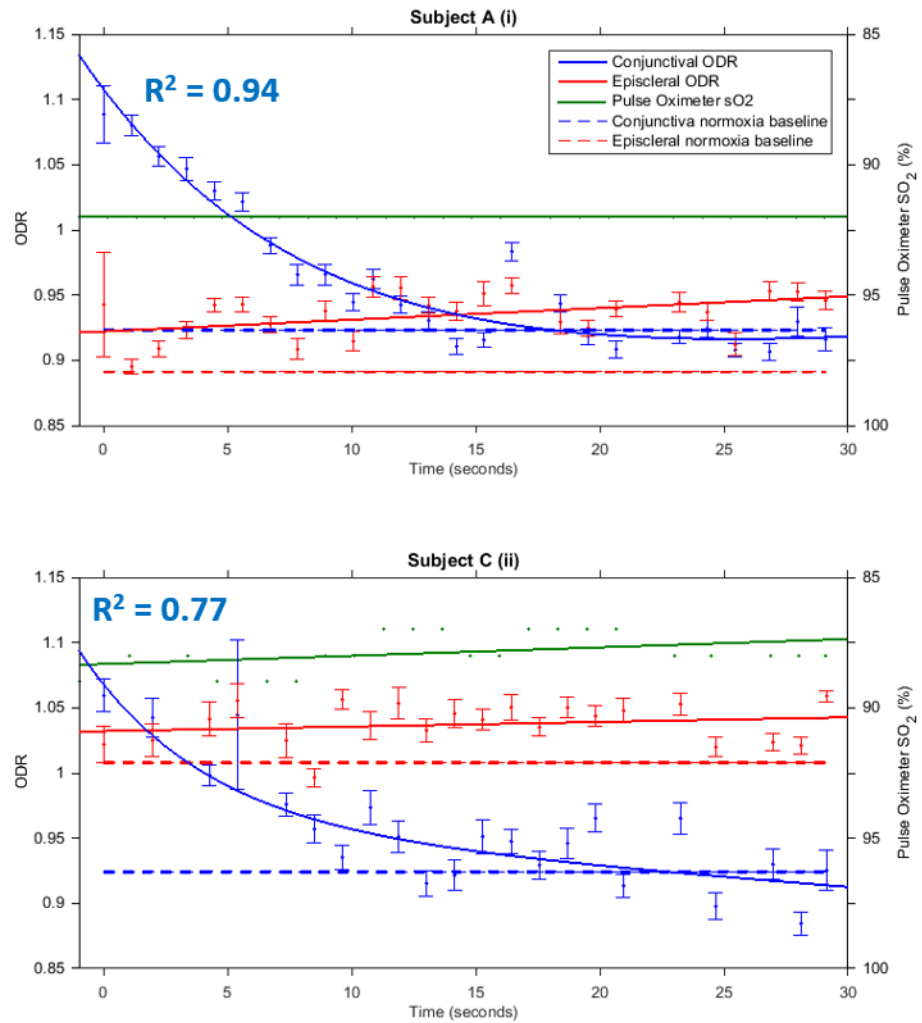 Subject A (i)
1.15
1.1
1.05
1
0.95
0.9
0.85
ODR
R² = 0.94
Conjunctival ODR
Episcleral ODR
Pulse Oximeter sO2
Conjunctiva normoxia baseline
Episcleral normoxia baseline
85
90
95
100
Pulse Oximeter SO₂ (%)
0 5 10 15 20 25 30
Time (seconds)
Subject C (ii)
1.15
1.1
1.05
1
0.95
0.9
0.85
ODR
R² = 0.77
85
90
95
100
Pulse Oximeter SO₂ (%)
0 5 10 15 20 25 30
Time (seconds)